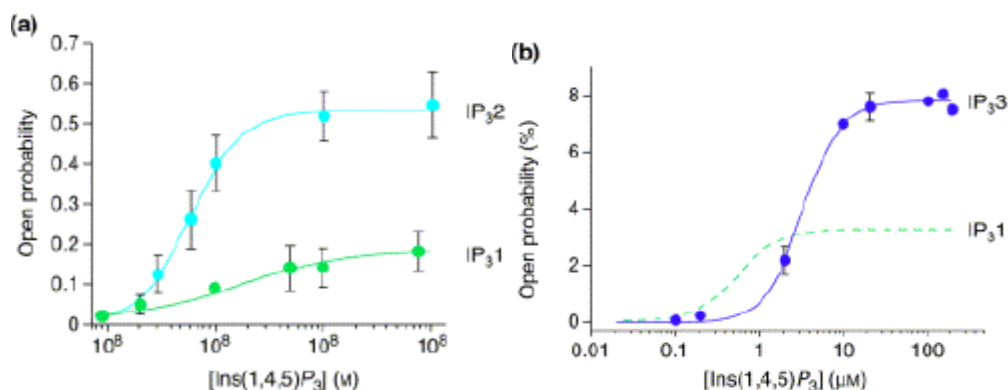 (a)
0.7
0.6
0.5
0.4
0.3
0.2
0.1
0
Open probability
10⁸ 10⁸ 10⁸ 10⁸
[Ins(1,4,5)P₃] (M)
IP₃2
IP₃1
(b)
8
6
4
2
0
Open probability (%)
0.01 0.1 1 10 100
[Ins(1,4,5)P₃] (μM)
IP₃3
IP₃1